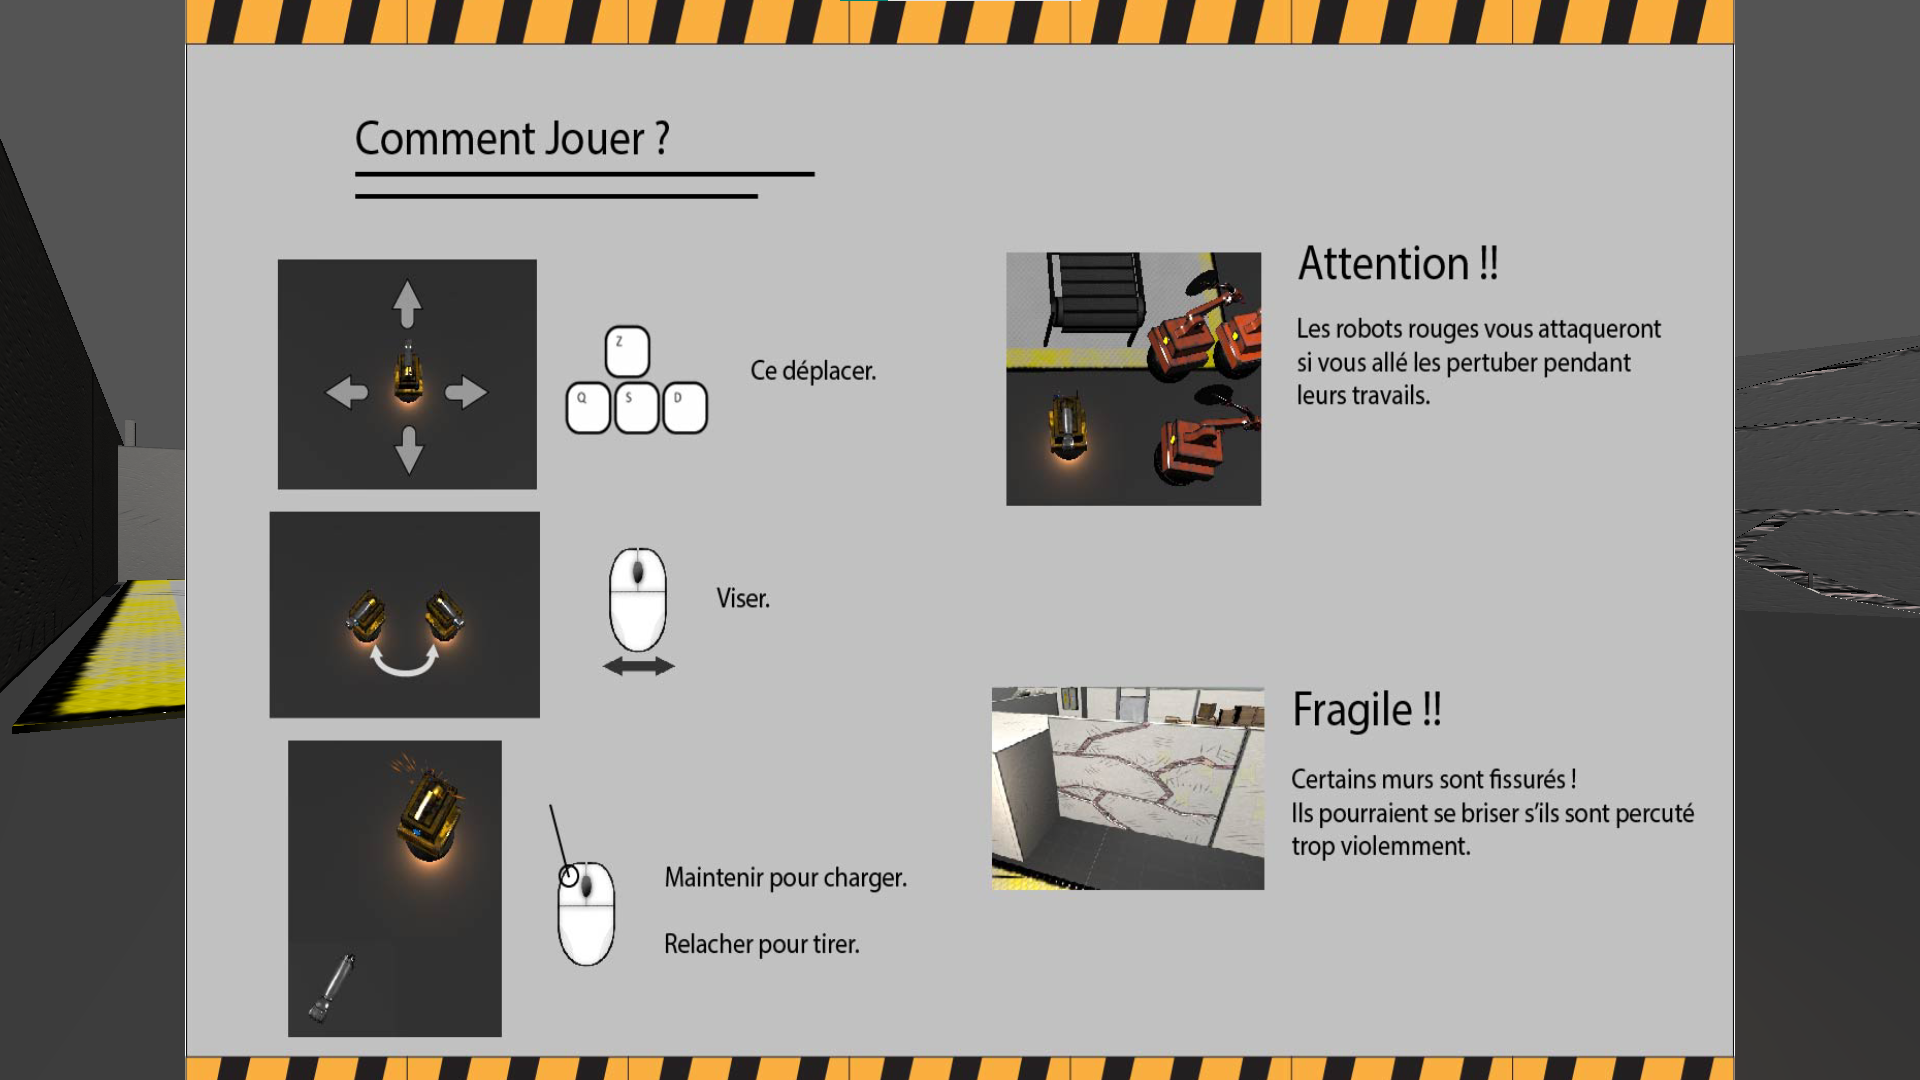 Comment Jouer ?
Z
Q S D
Ce déplacer.
Viser.
Maintenir pour charger.
Relacher pour tirer.
Attention !!
Les robots rouges vous attaqueront
si vous allé les pertuber pendant
leurs travails.
Fragile !!
Certains murs sont fissurés !
Ils pourraient se briser s'ils sont percuté
trop violemment.